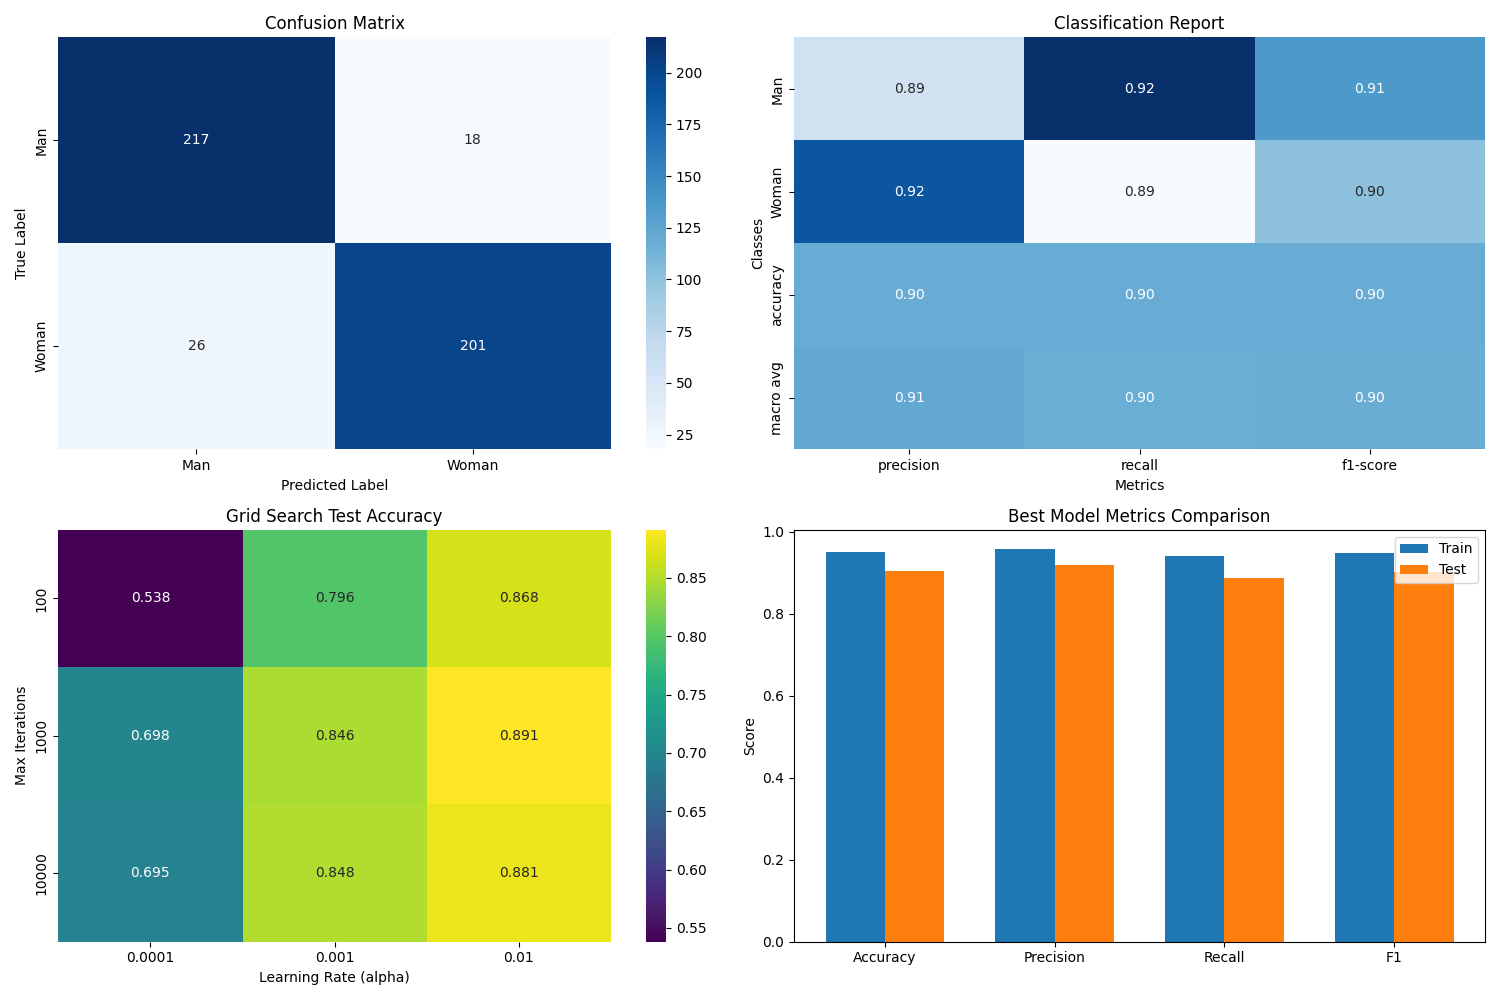 Confusion Matrix
True Label
Man
Woman
217
18
26
201
Man
Woman
Predicted Label
200
175
150
125
100
75
50
25
Classification Report
Classes
Man
Woman
accuracy
macro avg
0.89
0.92
0.91
0.92
0.89
0.90
0.90
0.90
0.90
0.91
0.90
0.90
precision
recall
f1-score
Metrics
Grid Search Test Accuracy
Max Iterations
100
1000
10000
0.538
0.796
0.868
0.698
0.846
0.891
0.695
0.848
0.881
0.0001
0.001
0.01
Learning Rate (alpha)
0.85
0.80
0.75
0.70
0.65
0.60
0.55
Best Model Metrics Comparison
Score
1.0
0.8
0.6
0.4
0.2
0.0
Train
Test
Accuracy
Precision
Recall
F1